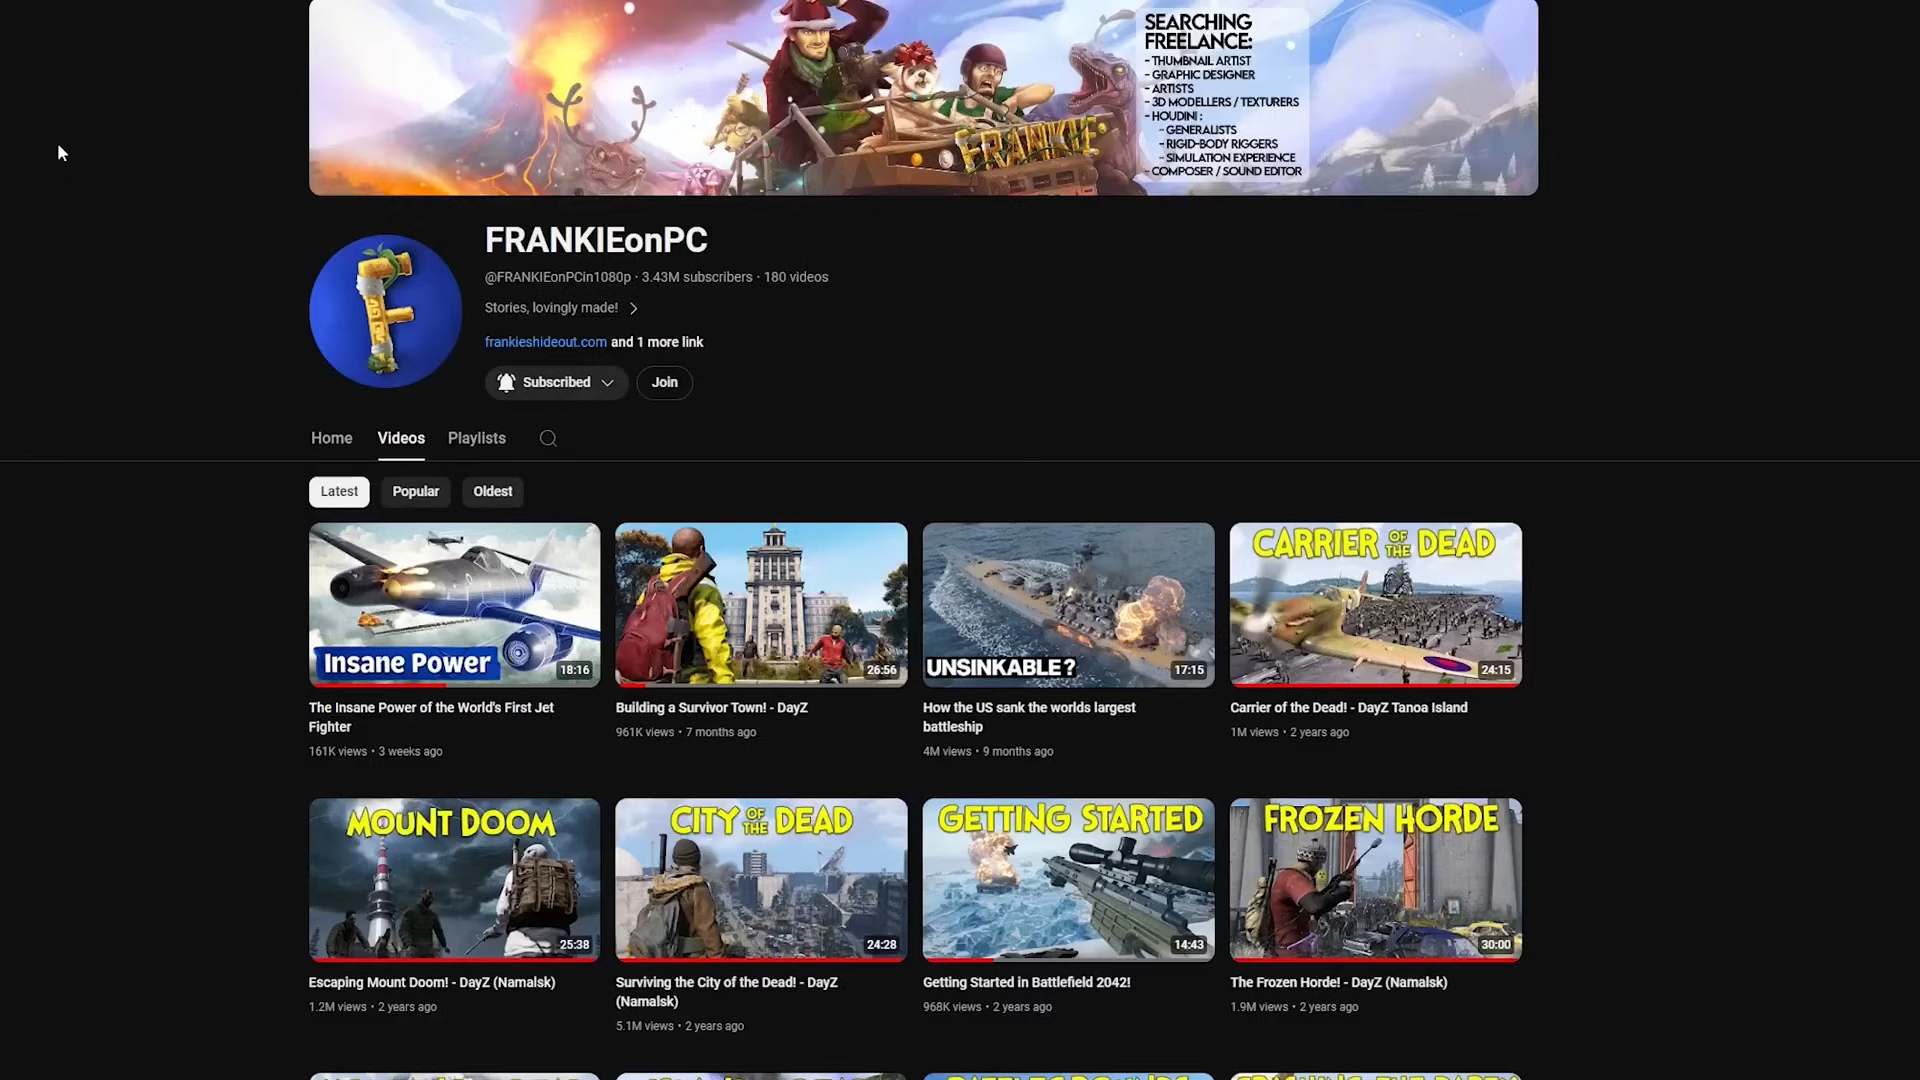 SEARCHING
FREELANCE:
- THUMBNAIL ARTIST
- GRAPHIC DESIGNER
- ARTISTS
- 3D MODELLERS / TEXTURERS
- HOUDINI :
- GENERALISTS
- RIGID-BODY RIGGERS
- SIMULATION EXPERIENCE
- COMPOSER / SOUND EDITOR
FRANKIE
FRANKIEonPC
@FRANKIEonPCin1080p · 3.43M subscribers · 180 videos
Stories, lovingly made!
frankieshideout.com and 1 more link
Subscribed Join
Home Videos Playlists
Latest Popular Oldest
Insane Power 18:16
26:56
UNSINKABLE? 17:15
CARRIER OF THE DEAD
24:15
The Insane Power of the World's First Jet
Fighter
161K views • 3 weeks ago
Building a Survivor Town! - DayZ
961K views • 7 months ago
How the US sank the worlds largest
battleship
4M views • 9 months ago
Carrier of the Dead! - DayZ Tanoa Island
1M views • 2 years ago
MOUNT DOOM
25:38
CITY OF THE DEAD
24:28
GETTING STARTED
14:43
FROZEN HORDE
30:00
Escaping Mount Doom! - DayZ (Namalsk)
1.2M views • 2 years ago
Surviving the City of the Dead! - DayZ
(Namalsk)
5.1M views • 2 years ago
Getting Started in Battlefield 2042!
968K views • 2 years ago
The Frozen Horde! - DayZ (Namalsk)
1.9M views • 2 years ago